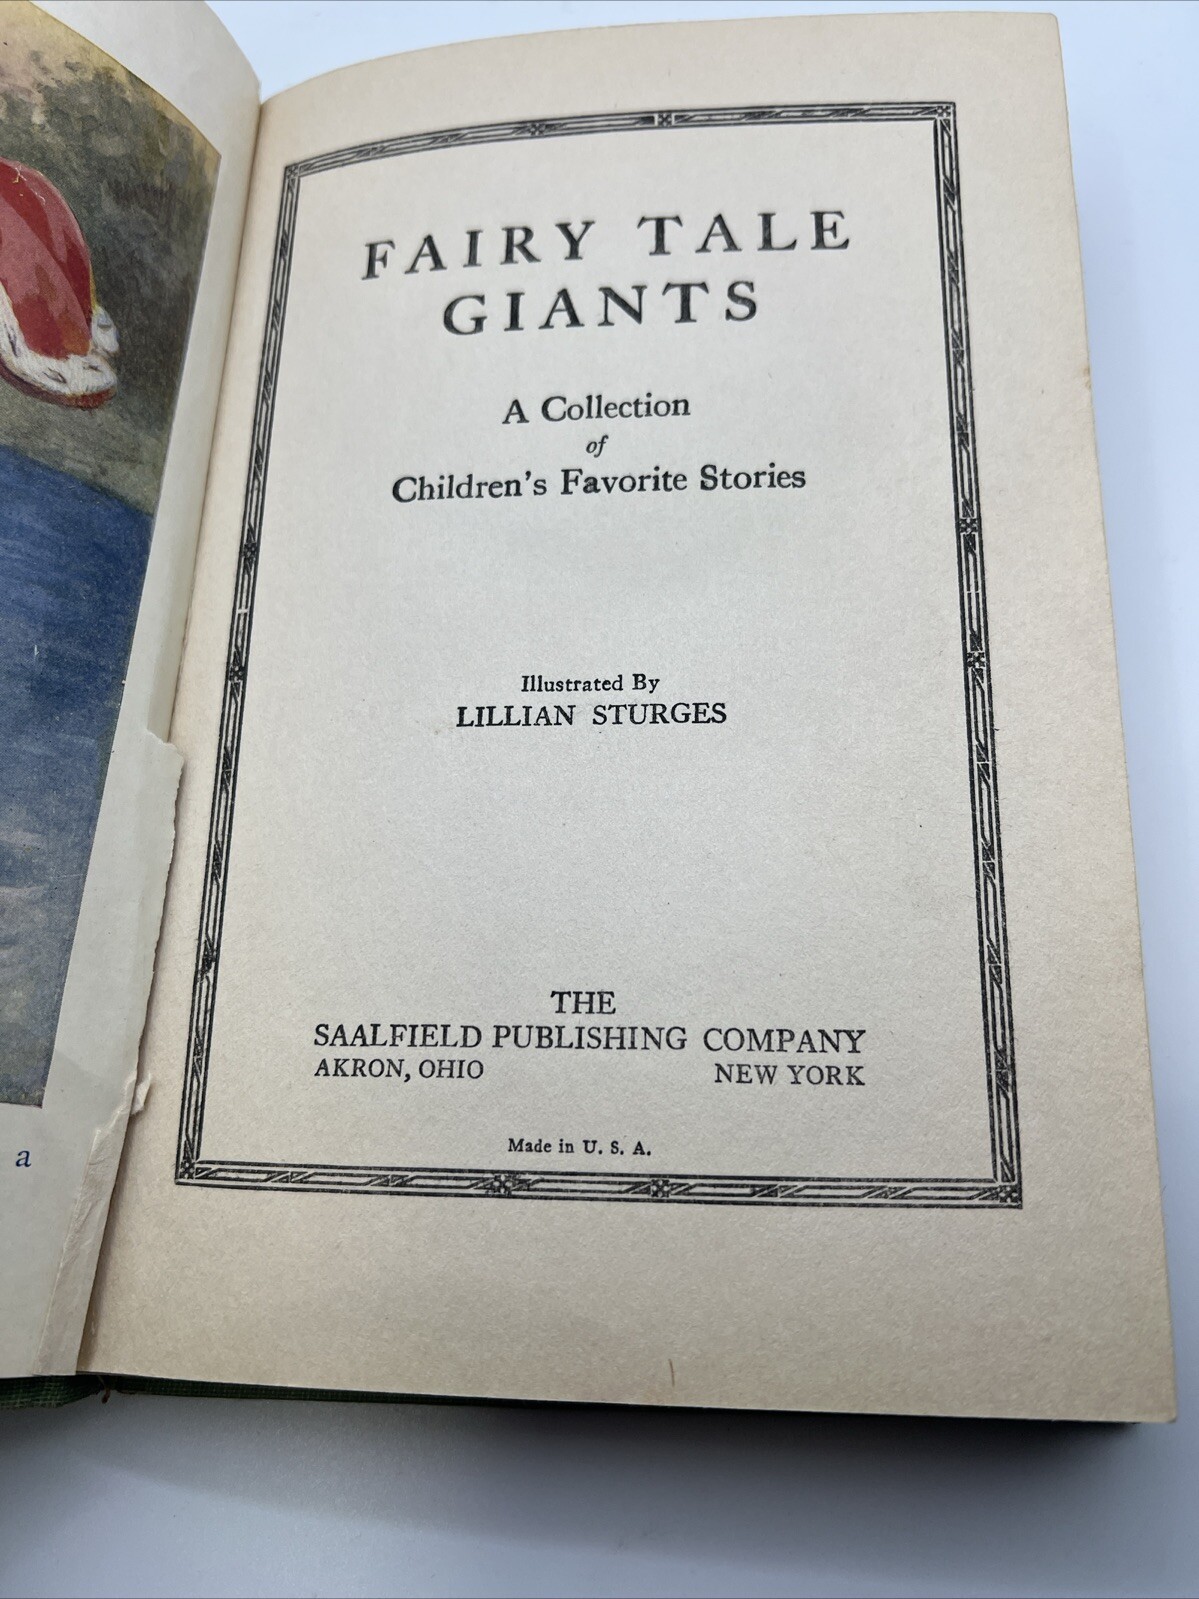 FAIRY TALE
GIANTS
A Collection
of
Children's Favorite Stories
Illustrated By
LILLIAN STURGES
THE
SAALFIELD PUBLISHING COMPANY
AKRON, OHIO NEW YORK
Made in U. S. A.
a